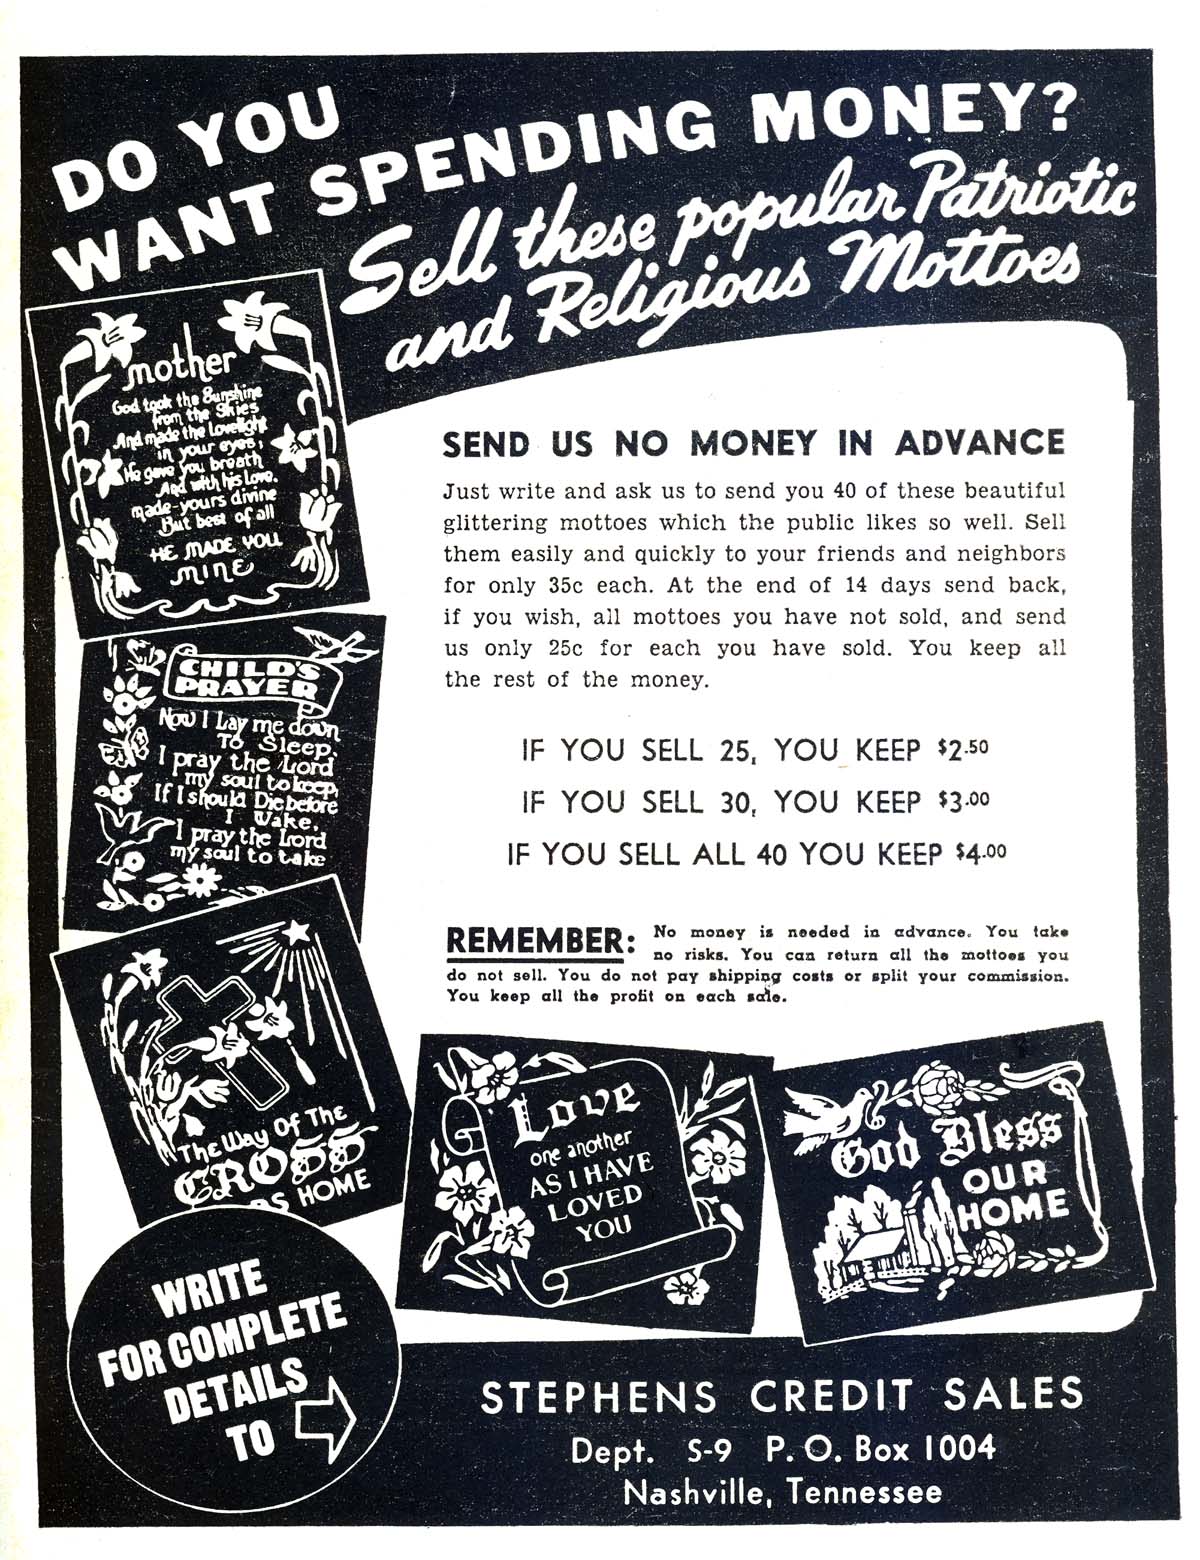 DO YOU
WANT SPENDING MONEY?
Sell these popular Patriotic
and Religious Mottoes
mother
God took the Sunshine
from the Skies
And made the Lovelight
in your eyes,
He gave you breath
And with his Love,
made-yours divine
But best of all
HE MADE YOU
MINE
CHILD'S
PRAYER
Now I Lay me down
To Sleep,
I pray the Lord
my soul to keep,
If I should Die before
I Wake,
I pray the Lord
my soul to take
The Way Of The
CROSS
HOME
SEND US NO MONEY IN ADVANCE
Just write and ask us to send you 40 of these beautiful
glittering mottoes which the public likes so well. Sell
them easily and quickly to your friends and neighbors
for only 35c each. At the end of 14 days send back,
if you wish, all mottoes you have not sold, and send
us only 25c for each you have sold. You keep all
the rest of the money.
IF YOU SELL 25, YOU KEEP $2.50
IF YOU SELL 30, YOU KEEP $3.00
IF YOU SELL ALL 40 YOU KEEP $4.00
REMEMBER: No money is needed in advance. You take
no risks. You can return all the mottoes you
do not sell. You do not pay shipping costs or split your commission.
You keep all the profit on each sale.
Love
one another
AS I HAVE
LOVED
YOU
God Bless
OUR
HOME
WRITE
FOR COMPLETE
DETAILS
TO
STEPHENS CREDIT SALES
Dept. S-9 P. O. Box 1004
Nashville, Tennessee